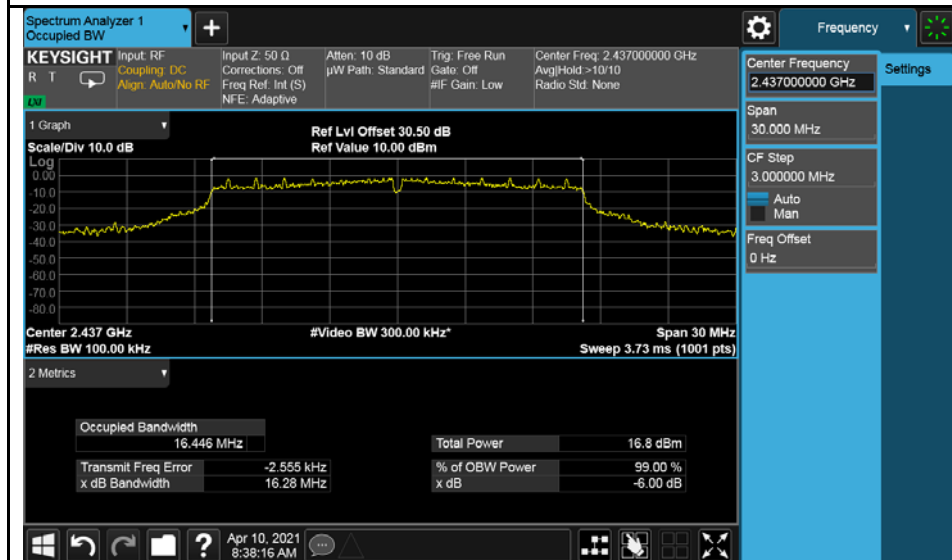 Spectrum Analyzer 1
Occupied BW
+
Frequency
KEYSIGHT
R T
LXI
Input: RF
Coupling: DC
Align: Auto/No RF
Input Z: 50 Ω
Corrections: Off
Freq Ref: Int (S)
NFE: Adaptive
Atten: 10 dB
µW Path: Standard
Trig: Free Run
Gate: Off
#IF Gain: Low
Center Freq: 2.437000000 GHz
Avg|Hold:>10/10
Radio Std: None
Center Frequency
2.437000000 GHz
Settings
Span
30.000 MHz
CF Step
3.000000 MHz
Auto
Man
Freq Offset
0 Hz
1 Graph
Scale/Div 10.0 dB
Ref Lvl Offset 30.50 dB
Ref Value 10.00 dBm
Log
0.00
-10.0
-20.0
-30.0
-40.0
-50.0
-60.0
-70.0
-80.0
Center 2.437 GHz
#Video BW 300.00 kHz*
Span 30 MHz
#Res BW 100.00 kHz
Sweep 3.73 ms (1001 pts)
2 Metrics
Occupied Bandwidth
16.446 MHz
Total Power 16.8 dBm
Transmit Freq Error -2.555 kHz
% of OBW Power 99.00 %
x dB Bandwidth 16.28 MHz
x dB -6.00 dB
?
Apr 10, 2021
8:38:16 AM